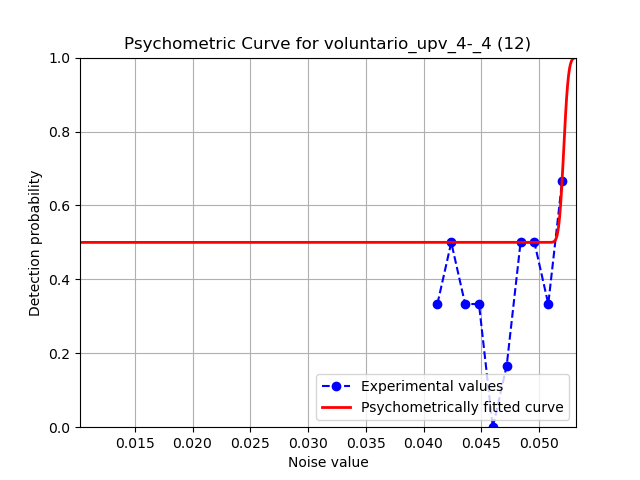 Psychometric Curve for voluntario_upv_4-_4 (12)
1.0
0.8
0.6
0.4
0.2
0.0
Detection probability
Experimental values
Psychometrically fitted curve
0.015 0.020 0.025 0.030 0.035 0.040 0.045 0.050
Noise value